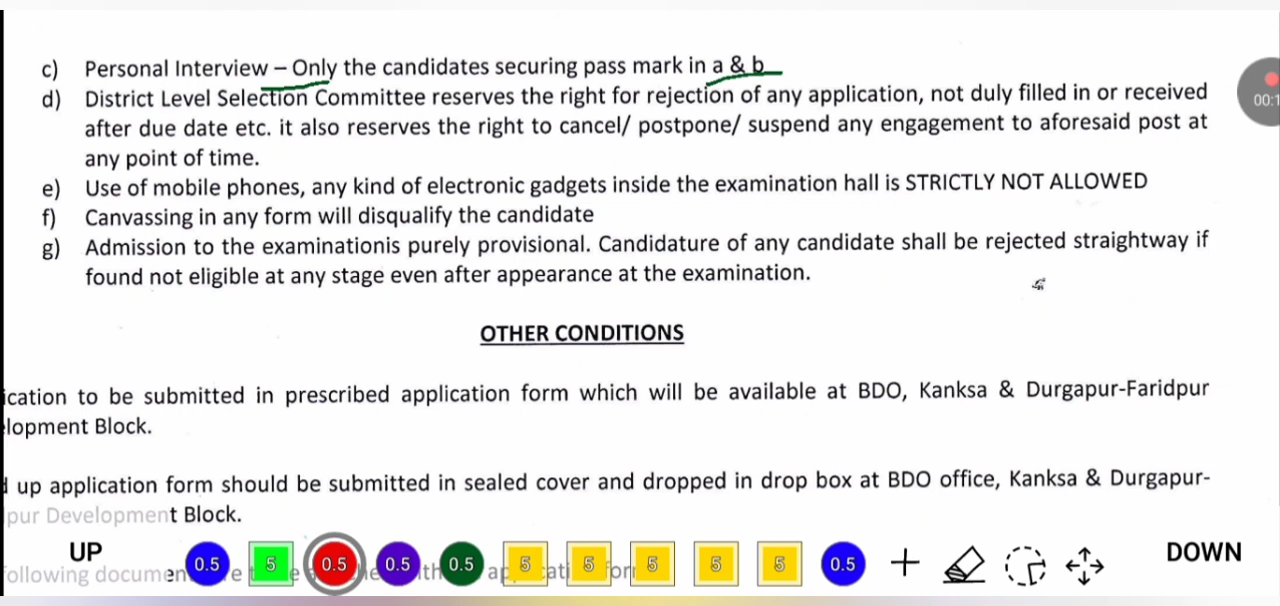 c) Personal Interview – Only the candidates securing pass mark in a & b
d) District Level Selection Committee reserves the right for rejection of any application, not duly filled in or received
after due date etc. it also reserves the right to cancel/ postpone/ suspend any engagement to aforesaid post at
any point of time.
e) Use of mobile phones, any kind of electronic gadgets inside the examination hall is STRICTLY NOT ALLOWED
f) Canvassing in any form will disqualify the candidate
g) Admission to the examinationis purely provisional. Candidature of any candidate shall be rejected straightway if
found not eligible at any stage even after appearance at the examination.
00:1
OTHER CONDITIONS
ication to be submitted in prescribed application form which will be available at BDO, Kanksa & Durgapur-Faridpur
lopment Block.
up application form should be submitted in sealed cover and dropped in drop box at BDO office, Kanksa & Durgapur-
pur Development Block.
UP 0.5 5 0.5 0.5 0.5 5 5 5 5 5 0.5 + DOWN
ollowing documen